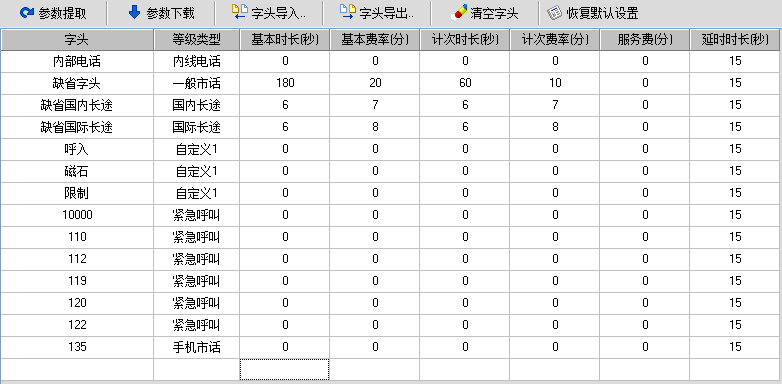 参数提取 参数下载 字头导入.. 字头导出.. 清空字头 恢复默认设置
字头 等级类型 基本时长(秒) 基本费率(分) 计次时长(秒) 计次费率(分) 服务费(分) 延时时长(秒)
内部电话 内线电话 0 0 0 0 0 15
缺省字头 一般市话 180 20 60 10 0 15
缺省国内长途 国内长途 6 7 6 7 0 15
缺省国际长途 国际长途 6 8 6 8 0 15
呼入 自定义1 0 0 0 0 0 15
磁石 自定义1 0 0 0 0 0 15
限制 自定义1 0 0 0 0 0 15
10000 紧急呼叫 0 0 0 0 0 15
110 紧急呼叫 0 0 0 0 0 15
112 紧急呼叫 0 0 0 0 0 15
119 紧急呼叫 0 0 0 0 0 15
120 紧急呼叫 0 0 0 0 0 15
122 紧急呼叫 0 0 0 0 0 15
135 手机市话 0 0 0 0 0 15